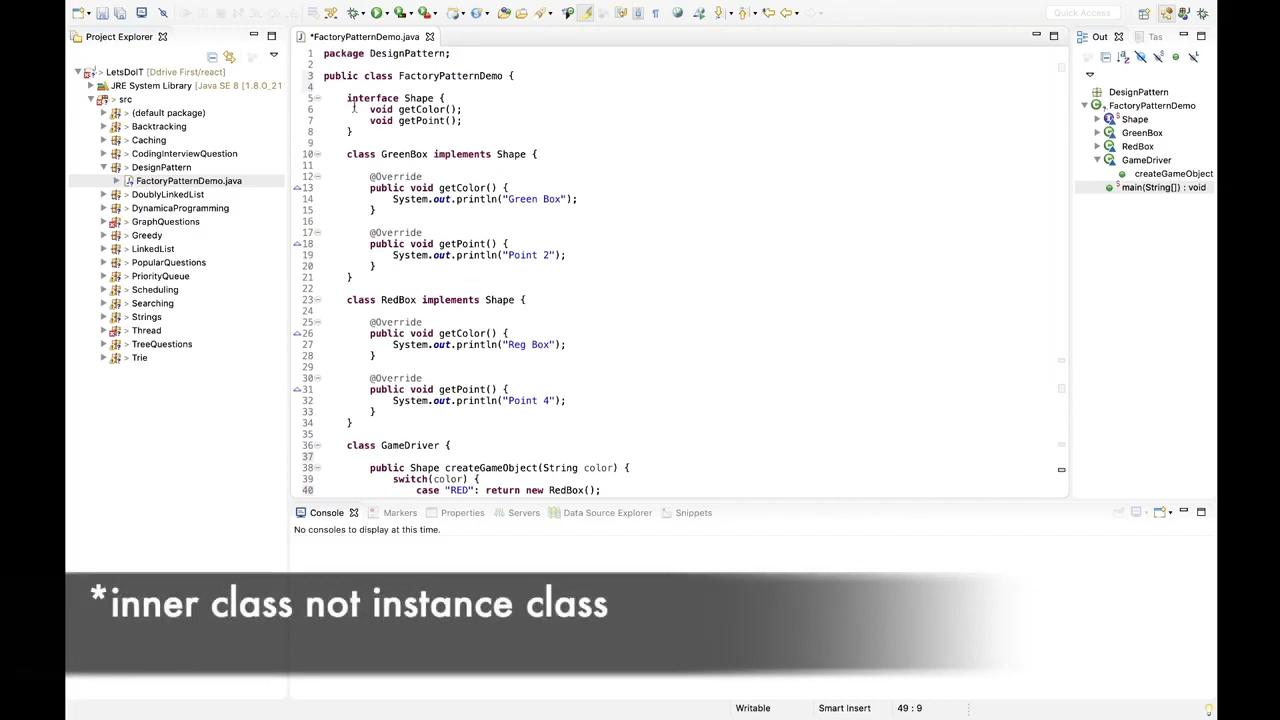 Quick Access
Project Explorer
LetsDoIT (Ddrive First/react)
JRE System Library [Java SE 8 [1.8.0_21
> src
> (default package)
> Backtracking
> Caching
> CodingInterviewQuestion
> DesignPattern
> FactoryPatternDemo.java
> DoublyLinkedList
> DynamicaProgramming
> GraphQuestions
> Greedy
> LinkedList
> PopularQuestions
> PriorityQueue
> Scheduling
> Searching
> Strings
> Thread
> TreeQuestions
> Trie
*FactoryPatternDemo.java
1 package DesignPattern;
2
3 public class FactoryPatternDemo {
4
5 interface Shape {
6 void getColor();
7 void getPoint();
8 }
9
10 class GreenBox implements Shape {
11
12 @Override
13 public void getColor() {
14 System.out.println("Green Box");
15 }
16
17 @Override
18 public void getPoint() {
19 System.out.println("Point 2");
20 }
21 }
22
23 class RedBox implements Shape {
24
25 @Override
26 public void getColor() {
27 System.out.println("Reg Box");
28 }
29
30 @Override
31 public void getPoint() {
32 System.out.println("Point 4");
33 }
34 }
35
36 class GameDriver {
37
38 public Shape createGameObject(String color) {
39 switch(color) {
40 case "RED": return new RedBox();
Out Tas
DesignPattern
FactoryPatternDemo
Shape
GreenBox
RedBox
GameDriver
createGameObject
main(String[]) : void
Console Markers Properties Servers Data Source Explorer Snippets
No consoles to display at this time.
*inner class not instance class
Writable Smart Insert 49 : 9